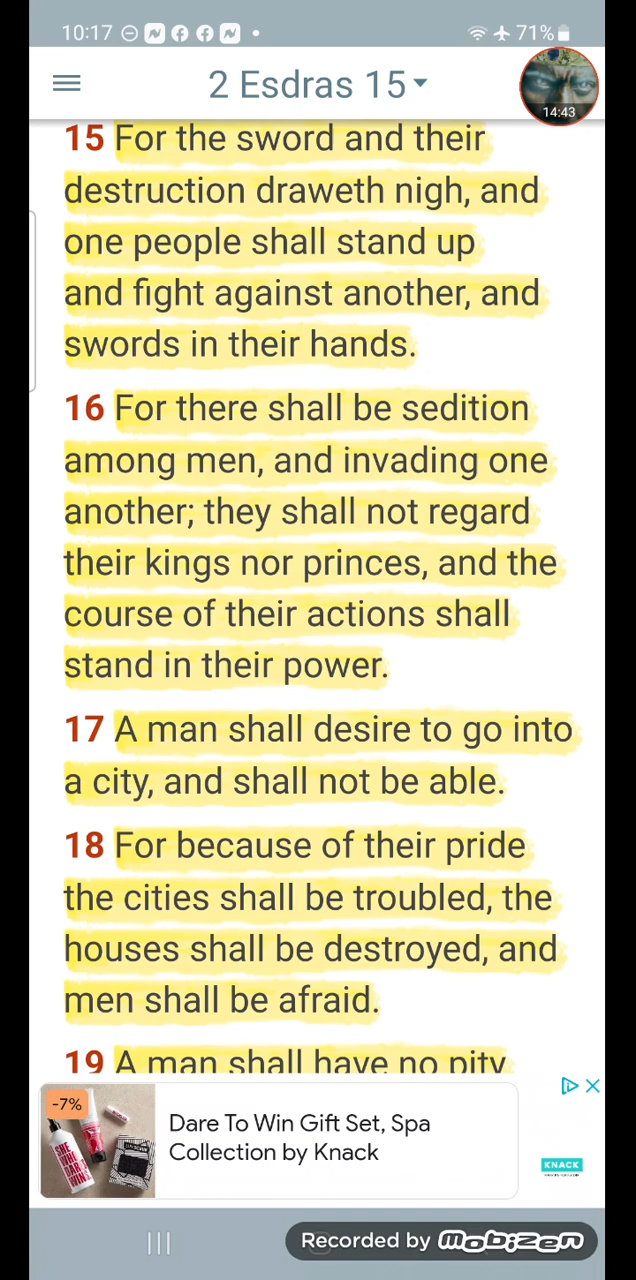 10:17
71%
2 Esdras 15
14:43
15 For the sword and their
destruction draweth nigh, and
one people shall stand up
and fight against another, and
swords in their hands.
16 For there shall be sedition
among men, and invading one
another; they shall not regard
their kings nor princes, and the
course of their actions shall
stand in their power.
17 A man shall desire to go into
a city, and shall not be able.
18 For because of their pride
the cities shall be troubled, the
houses shall be destroyed, and
men shall be afraid.
19 A man shall have no pity
-7%
SHE
WHO
DARES
WINS
Dare To Win Gift Set, Spa
Collection by Knack
KNACK
Recorded by mobizen